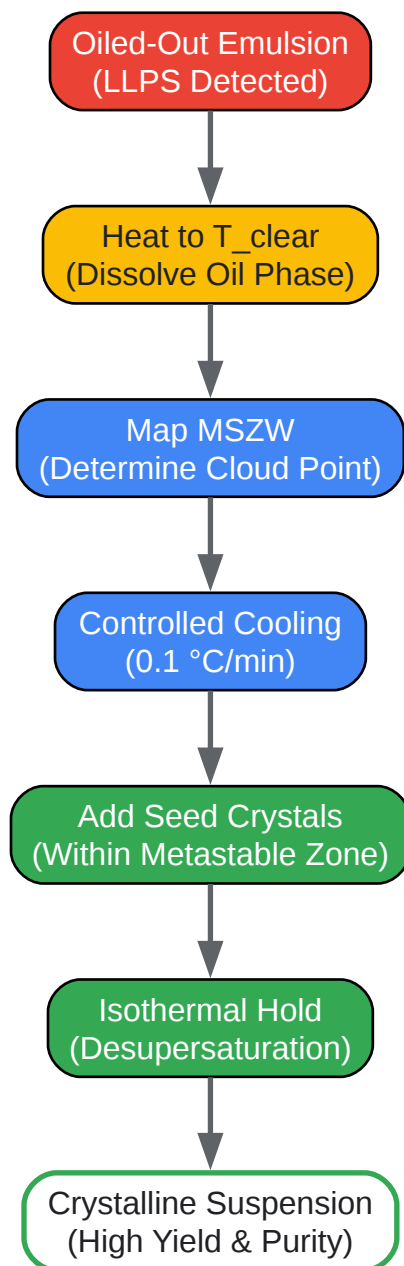 Oiled-Out Emulsion
(LLPS Detected)
Heat to T_clear
(Dissolve Oil Phase)
Map MSZW
(Determine Cloud Point)
Controlled Cooling
(0.1 °C/min)
Add Seed Crystals
(Within Metastable Zone)
Isothermal Hold
(Desupersaturation)
Crystalline Suspension
(High Yield & Purity)